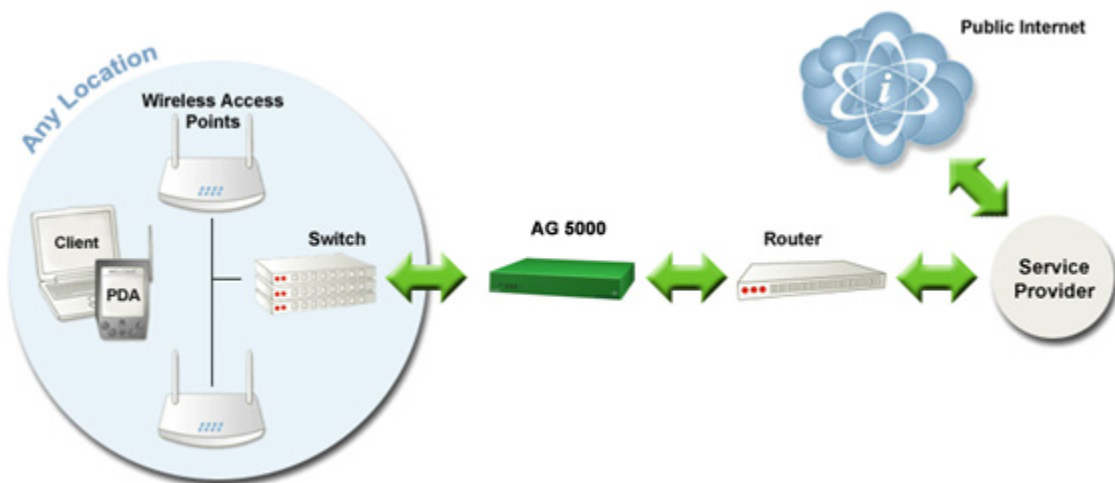 Public Internet
Any Location
Wireless Access
Points
Client
PDA
Switch
AG 5000
Router
Service
Provider
i